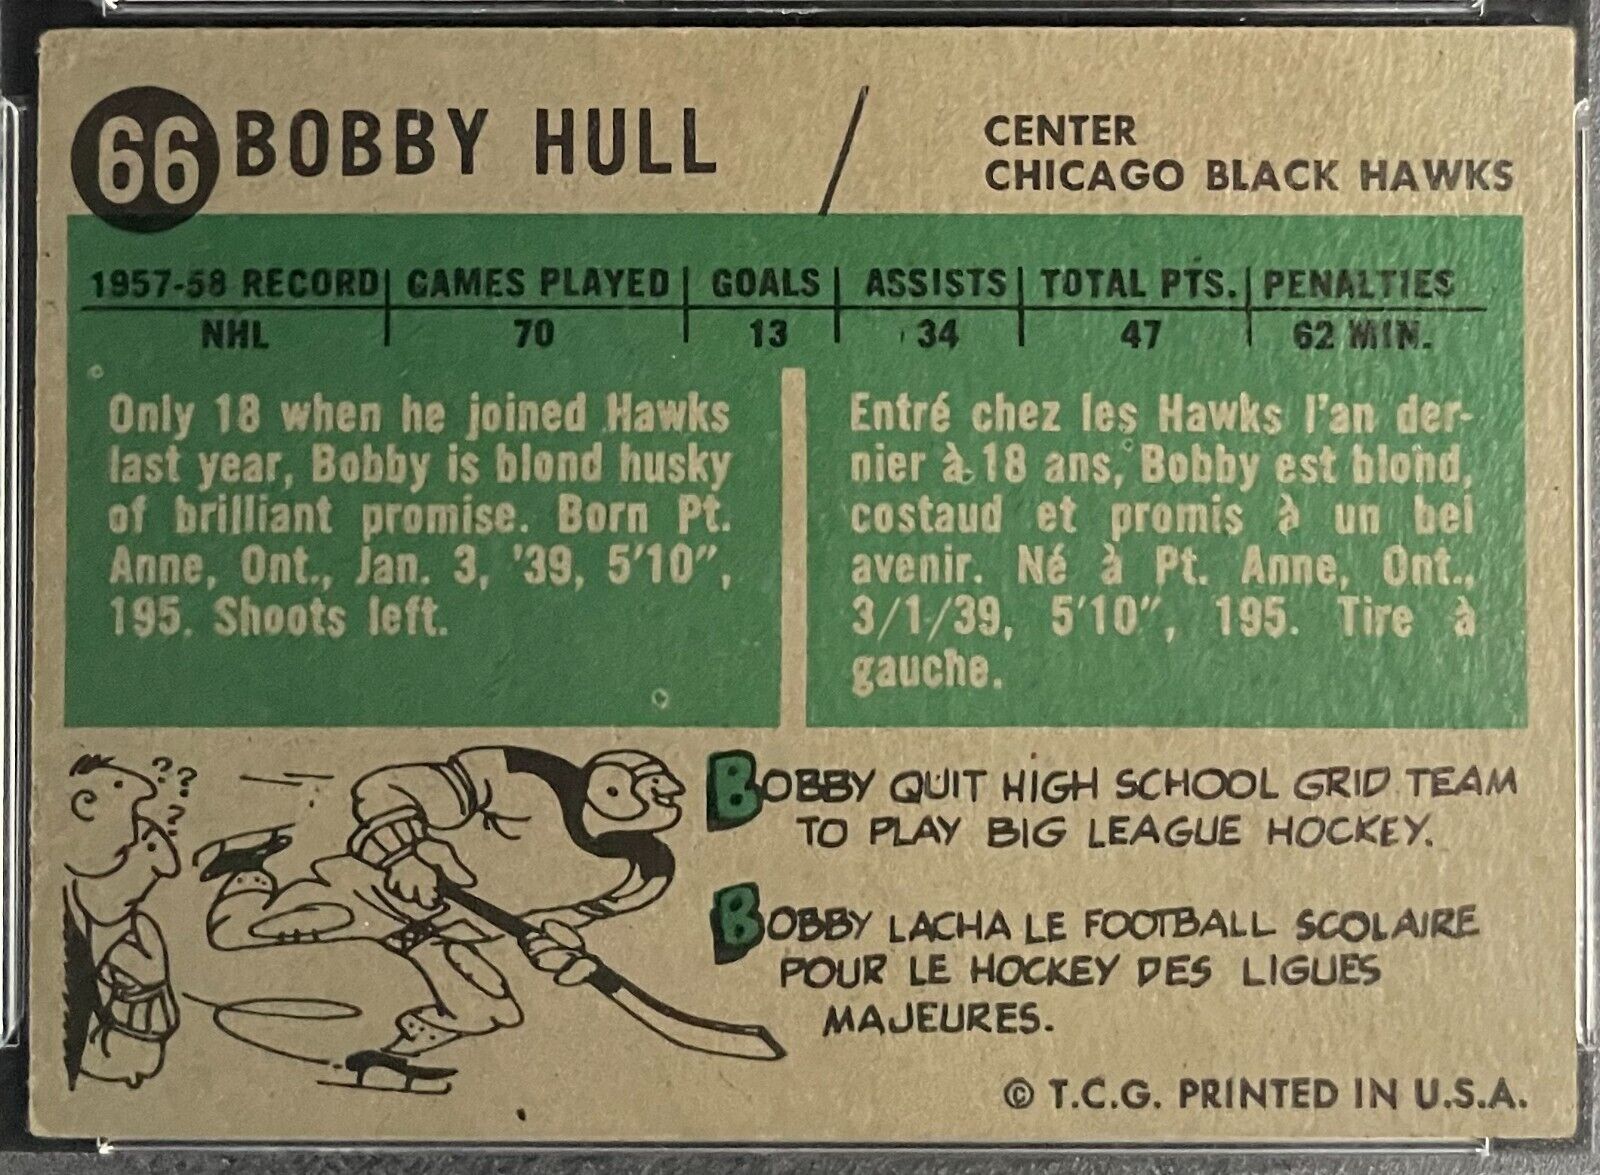 66 BOBBY HULL
CENTER
CHICAGO BLACK HAWKS
1957-58 RECORD GAMES PLAYED GOALS ASSISTS TOTAL PTS. PENALTIES
NHL 70 13 34 47 62 MIN.
Only 18 when he joined Hawks
last year, Bobby is blond husky
of brilliant promise. Born Pt.
Anne, Ont., Jan. 3, '39, 5'10",
195. Shoots left.
Entré chez les Hawks l'an der-
nier à 18 ans, Bobby est blond,
costaud et promis à un bel
avenir. Né à Pt. Anne, Ont.,
3/1/39, 5'10", 195. Tire à
gauche.
???
BOBBY QUIT HIGH SCHOOL GRID TEAM
TO PLAY BIG LEAGUE HOCKEY.
BOBBY LACHA LE FOOTBALL SCOLAIRE
POUR LE HOCKEY DES LIGUES
MAJEURES.
© T.C.G. PRINTED IN U.S.A.